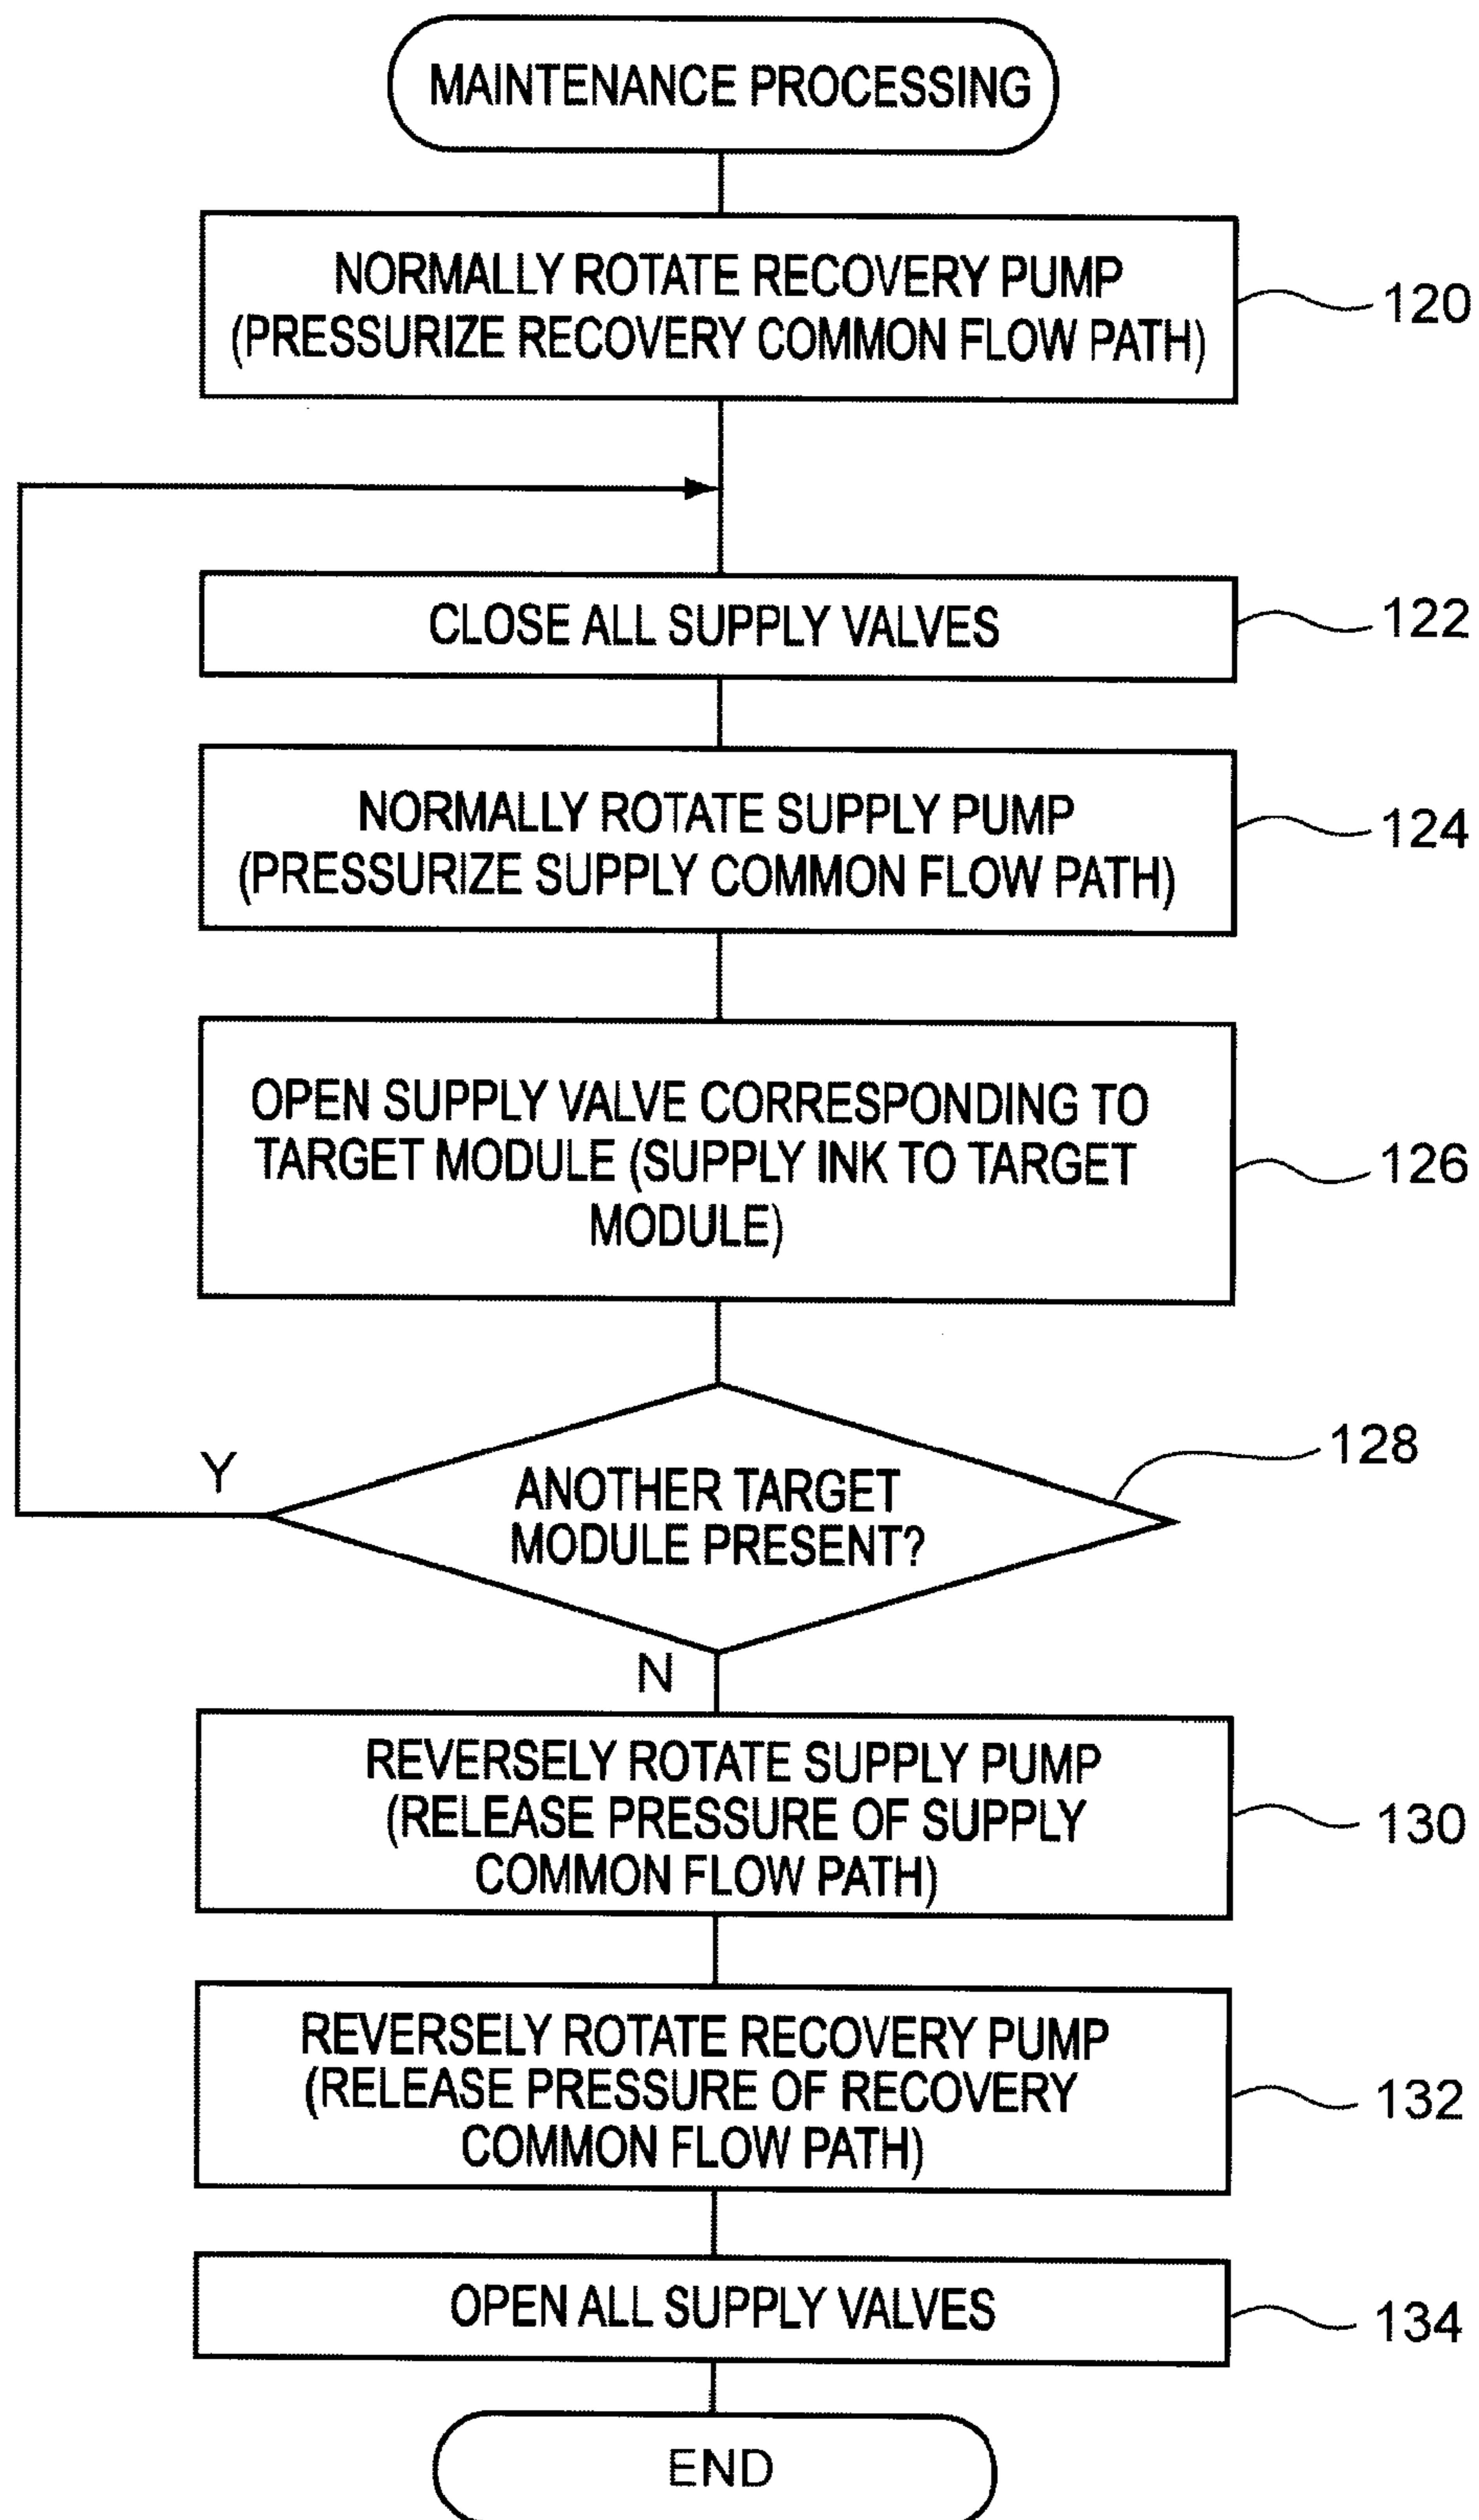 MAINTENANCE PROCESSING
NORMALLY ROTATE RECOVERY PUMP
(PRESSURIZE RECOVERY COMMON FLOW PATH)
120
CLOSE ALL SUPPLY VALVES
122
NORMALLY ROTATE SUPPLY PUMP
(PRESSURIZE SUPPLY COMMON FLOW PATH)
124
OPEN SUPPLY VALVE CORRESPONDING TO
TARGET MODULE (SUPPLY INK TO TARGET
MODULE)
126
128
Y
ANOTHER TARGET
MODULE PRESENT?
N
REVERSELY ROTATE SUPPLY PUMP
(RELEASE PRESSURE OF SUPPLY
COMMON FLOW PATH)
130
REVERSELY ROTATE RECOVERY PUMP
(RELEASE PRESSURE OF RECOVERY
COMMON FLOW PATH)
132
OPEN ALL SUPPLY VALVES
134
END